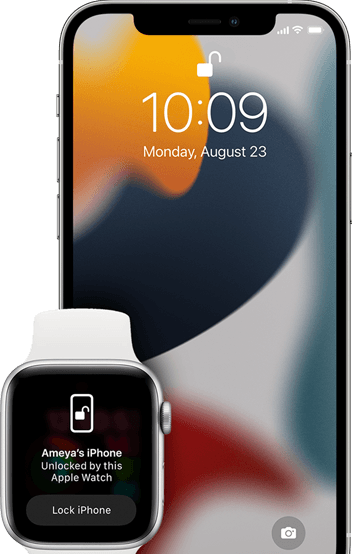 10:09
Monday, August 23
Ameya's iPhone
Unlocked by this
Apple Watch
Lock iPhone